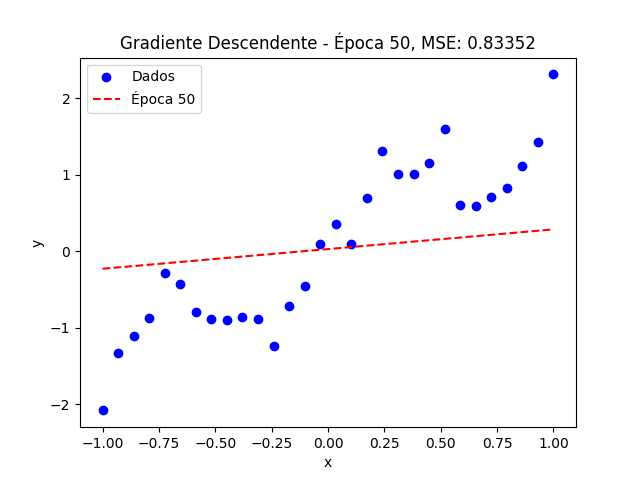 Gradiente Descendente - Época 50, MSE: 0.83352
Dados
Época 50
2
1
0
−1
−2
y
−1.00 −0.75 −0.50 −0.25 0.00 0.25 0.50 0.75 1.00
x